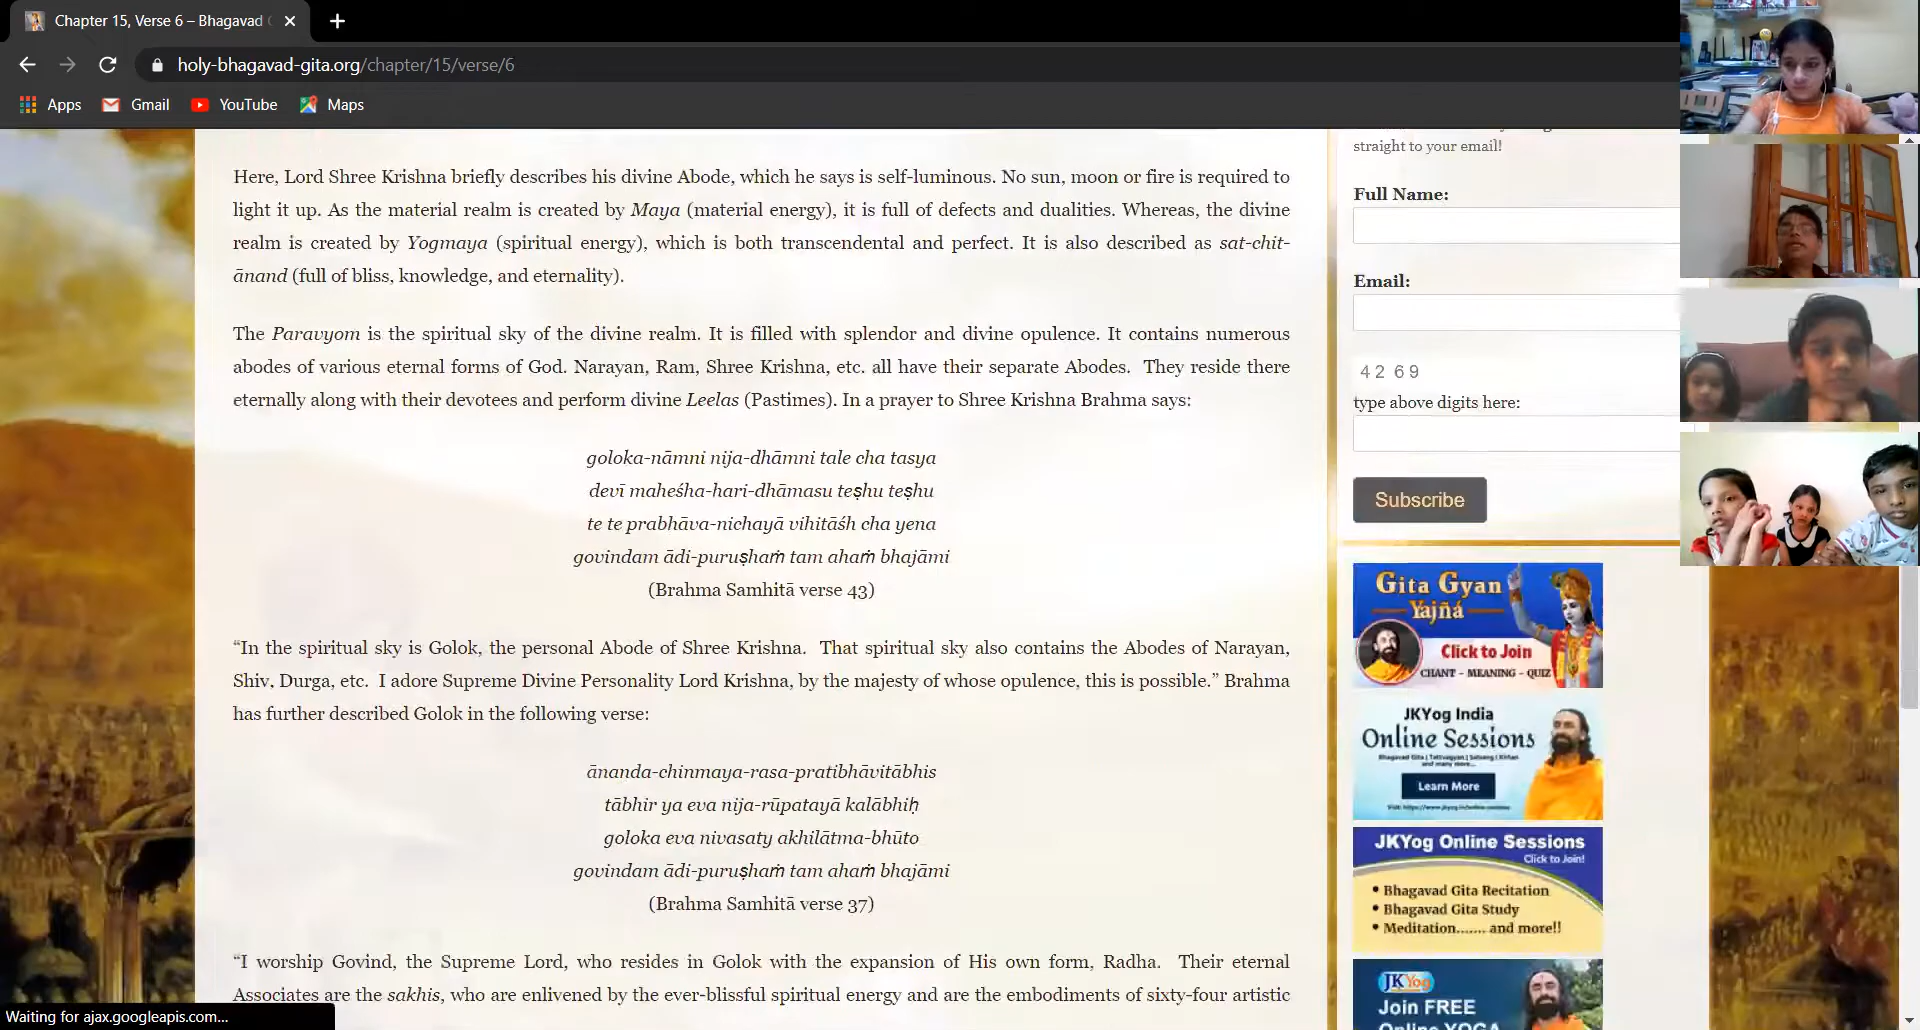 Chapter 15, Verse 6 – Bhagavad
holy-bhagavad-gita.org/chapter/15/verse/6
Apps Gmail YouTube Maps
Here, Lord Shree Krishna briefly describes his divine Abode, which he says is self-luminous. No sun, moon or fire is required to
light it up. As the material realm is created by Maya (material energy), it is full of defects and dualities. Whereas, the divine
realm is created by Yogmaya (spiritual energy), which is both transcendental and perfect. It is also described as sat-chit-
ānand (full of bliss, knowledge, and eternality).
The Paravyom is the spiritual sky of the divine realm. It is filled with splendor and divine opulence. It contains numerous
abodes of various eternal forms of God. Narayan, Ram, Shree Krishna, etc. all have their separate Abodes. They reside there
eternally along with their devotees and perform divine Leelas (Pastimes). In a prayer to Shree Krishna Brahma says:
goloka-nāmni nija-dhāmni tale cha tasya
devī maheśha-hari-dhāmasu teṣhu teṣhu
te te prabhāva-nichayā vihitāśh cha yena
govindam ādi-puruṣhaṁ tam ahaṁ bhajāmi
(Brahma Samhitā verse 43)
“In the spiritual sky is Golok, the personal Abode of Shree Krishna. That spiritual sky also contains the Abodes of Narayan,
Shiv, Durga, etc. I adore Supreme Divine Personality Lord Krishna, by the majesty of whose opulence, this is possible.” Brahma
has further described Golok in the following verse:
ānanda-chinmaya-rasa-pratibhāvitābhis
tābhir ya eva nija-rūpatayā kalābhiḥ
goloka eva nivasaty akhilātma-bhūto
govindam ādi-puruṣhaṁ tam ahaṁ bhajāmi
(Brahma Samhitā verse 37)
“I worship Govind, the Supreme Lord, who resides in Golok with the expansion of His own form, Radha. Their eternal
Associates are the sakhis, who are enlivened by the ever-blissful spiritual energy and are the embodiments of sixty-four artistic
Waiting for ajax.googleapis.com...
straight to your email!
Full Name:
Email:
4 2 6 9
type above digits here:
Subscribe
Gita Gyan
Yajñá
Click to Join
CHANT – MEANING – QUIZ
JKYog India
Online Sessions
Bhagavad Gita | Tattvagyan | Satsang | Kirtan
and many more...
Learn More
JKYog Online Sessions
Click to Join!
• Bhagavad Gita Recitation
• Bhagavad Gita Study
• Meditation....... and more!!
JKYog
Join FREE
Online YOGA